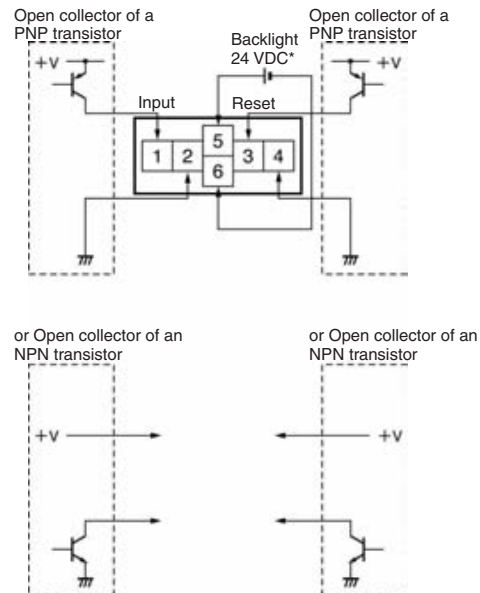 Open collector of a
PNP transistor
Open collector of a
PNP transistor
Backlight
24 VDC*
+V
+V
Input
Reset
1
2
5
6
3
4
or Open collector of an
NPN transistor
or Open collector of an
NPN transistor
+V
+V